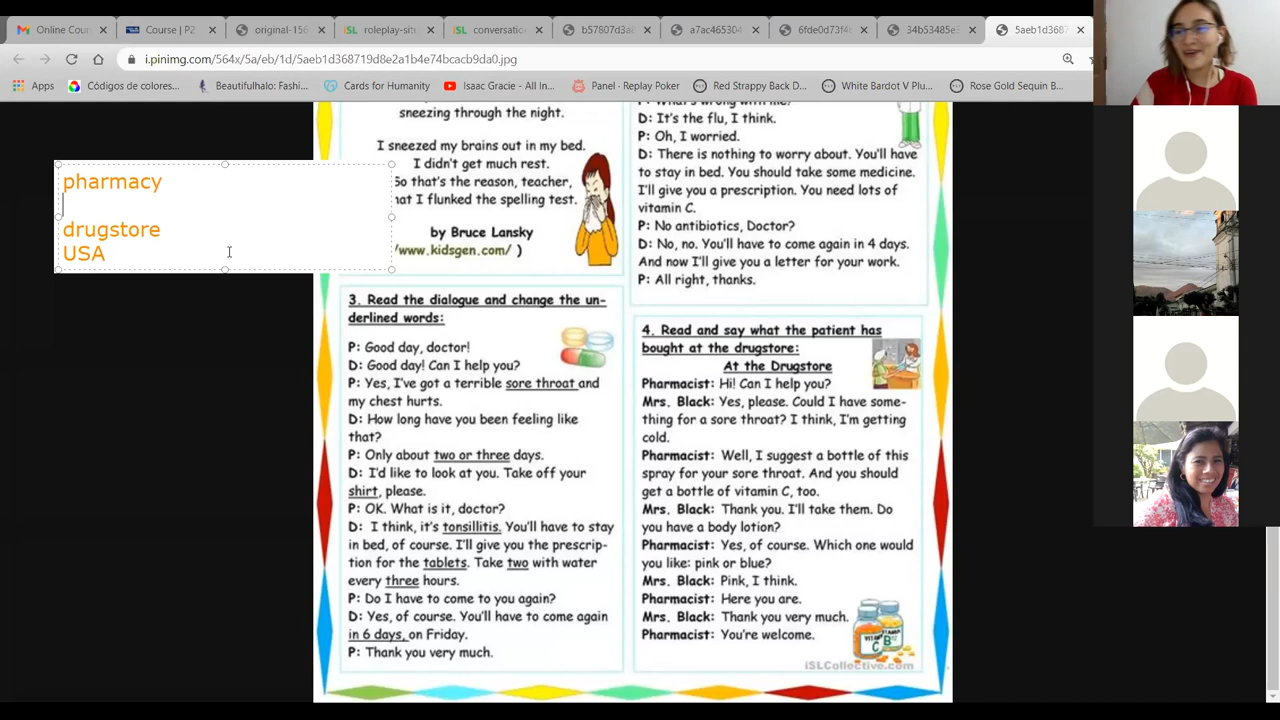 Online Cour
Course | P2
original-156
roleplay-site
conversation
b57807d3a8
a7ac465304
6fde0d73f4
34b53485e3
5aeb1d3687
i.pinimg.com/564x/5a/eb/1d/5aeb1d368719d8e2a1b4e74bcacb9da0.jpg
Apps
Códigos de colores...
Beautifulhalo: Fashi...
Cards for Humanity
Isaac Gracie - All In...
Panel - Replay Poker
Red Strappy Back D...
White Bardot V Plu...
Rose Gold Sequin B...
pharmacy
drugstore
USA
sneezing through the night.
I sneezed my brains out in my bed.
I didn't get much rest.
So that's the reason, teacher,
hat I flunked the spelling test.
by Bruce Lansky
/www.kidsgen.com/ )
P: What's wrong with me?
D: It's the flu, I think.
P: Oh, I worried.
D: There is nothing to worry about. You'll have
to stay in bed. You should take some medicine.
I'll give you a prescription. You need lots of
vitamin C.
P: No antibiotics, Doctor?
D: No, no. You'll have to come again in 4 days.
And now I'll give you a letter for your work.
P: All right, thanks.
3. Read the dialogue and change the un-
derlined words:
P: Good day, doctor!
D: Good day! Can I help you?
P: Yes, I've got a terrible sore throat and
my chest hurts.
D: How long have you been feeling like
that?
P: Only about two or three days.
D: I'd like to look at you. Take off your
shirt, please.
P: OK. What is it, doctor?
D: I think, it's tonsillitis. You'll have to stay
in bed, of course. I'll give you the prescrip-
tion for the tablets. Take two with water
every three hours.
P: Do I have to come to you again?
D: Yes, of course. You'll have to come again
in 6 days, on Friday.
P: Thank you very much.
4. Read and say what the patient has
bought at the drugstore:
At the Drugstore
Pharmacist: Hi! Can I help you?
Mrs. Black: Yes, please. Could I have some-
thing for a sore throat? I think, I'm getting
cold.
Pharmacist: Well, I suggest a bottle of this
spray for your sore throat. And you should
get a bottle of vitamin C, too.
Mrs. Black: Thank you. I'll take them. Do
you have a body lotion?
Pharmacist: Yes, of course. Which one would
you like: pink or blue?
Mrs. Black: Pink, I think.
Pharmacist: Here you are.
Mrs. Black: Thank you very much.
Pharmacist: You're welcome.
VITAMIN C
B
iSLCollective.com